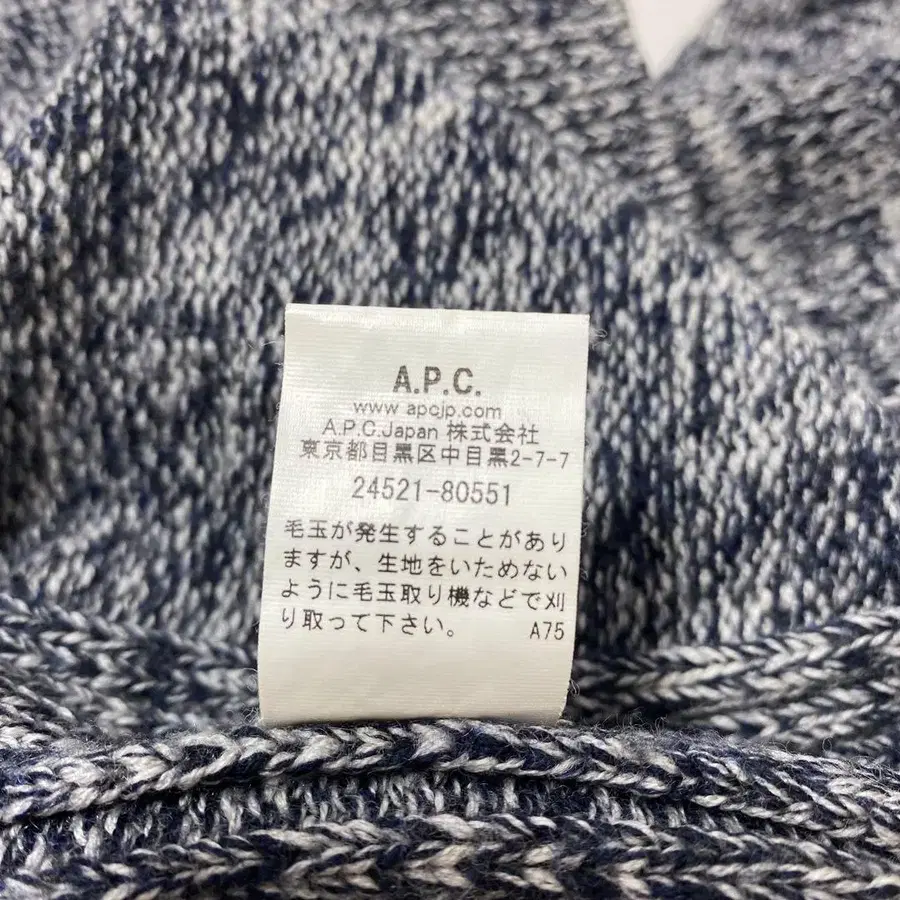 A.P.C.
www.apcjp.com
A.P.C.Japan 株式会社
東京都目黒区中目黒2-7-7
24521-80551
毛玉が発生することがあり
ますが、生地をいためない
ように毛玉取り機などで刈
り取って下さい。 A75